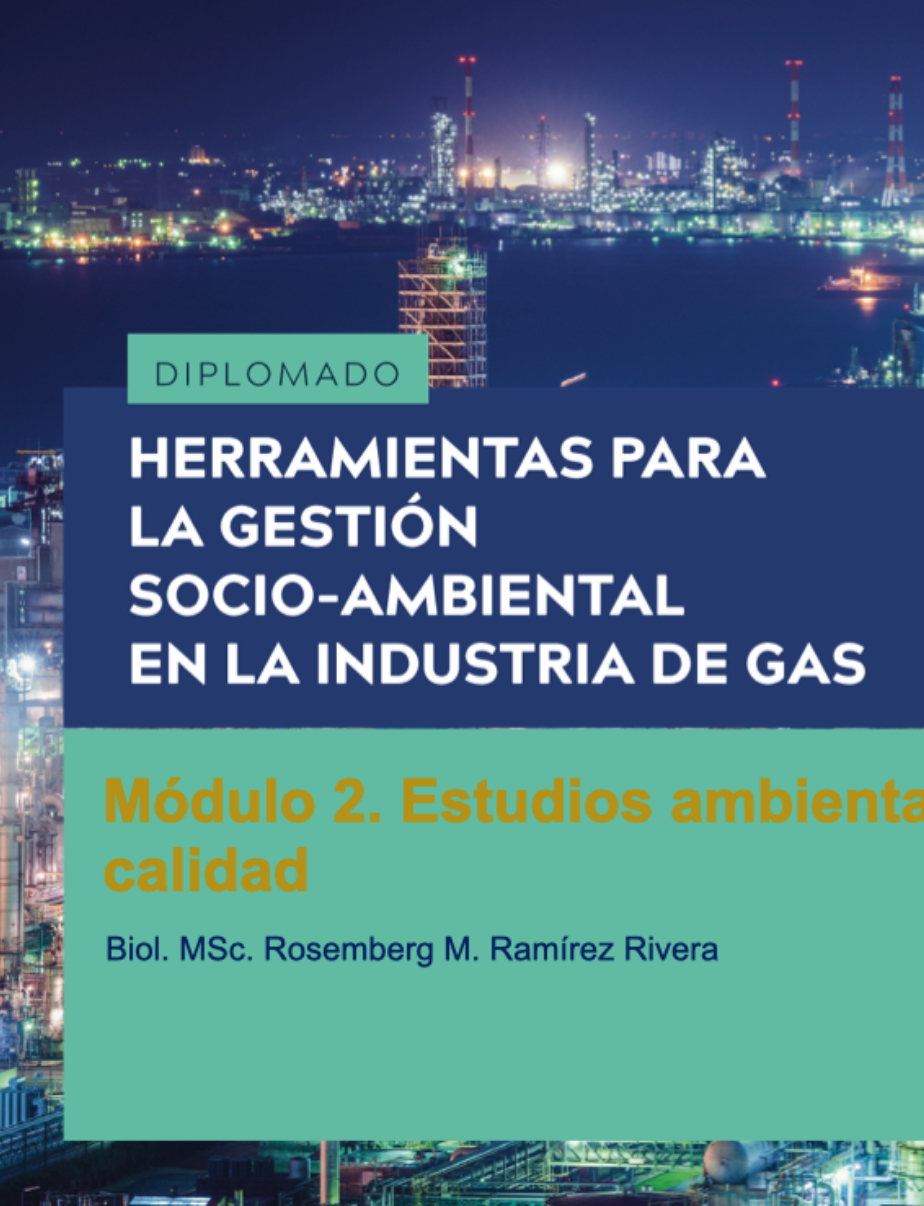 DIPLOMADO
HERRAMIENTAS PARA
LA GESTIÓN
SOCIO-AMBIENTAL
EN LA INDUSTRIA DE GAS
Módulo 2. Estudios
calidad
Biol. MSc. Rosemberg M. Ramírez Rivera